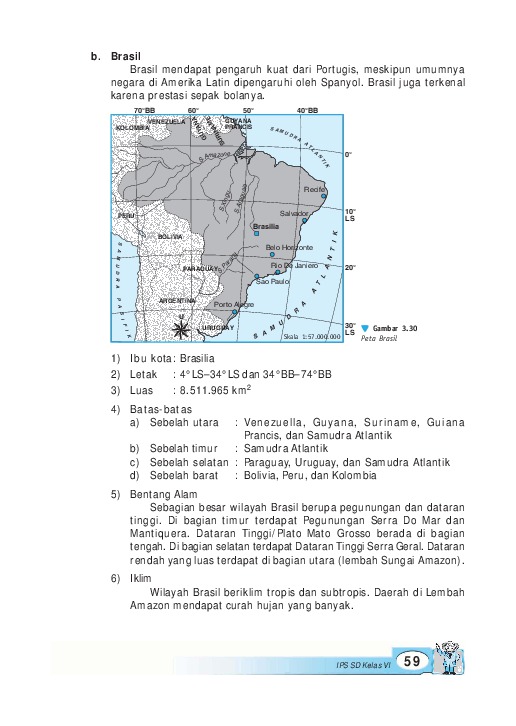 b. Brasil
Brasil mendapat pengaruh kuat dari Portugis, meskipun umumnya
negara di Amerika Latin dipengaruhi oleh Spanyol. Brasil juga terkenal
karena prestasi sepak bolanya.
70°BB 60° 50° 40°BB
VENEZUELA
KOLOMBIA
GUYANA
PRANCIS
SAMUDRA ATLANTIK
S. Amazone
0°
Recife
PERU
Salvador
10°
LS
BOLIVIA
Brasilia
Belo Horizonte
PARAGUAY
Rio De Janiero
20°
Sao Paulo
SAMUDRA PASIFIK
ARGENTINA
Porto Alegre
URUGUAY
SAMUDRA ATLANTIK
Skala 1:57.000.000
30°
LS
Gambar 3.30
Peta Brasil
1) Ibu kota : Brasilia
2) Letak : 4°LS–34°LS dan 34°BB–74°BB
3) Luas : 8.511.965 km²
4) Batas-batas
a) Sebelah utara : Venezuella, Guyana, Suriname, Guiana
Prancis, dan Samudra Atlantik
b) Sebelah timur : Samudra Atlantik
c) Sebelah selatan : Paraguay, Uruguay, dan Samudra Atlantik
d) Sebelah barat : Bolivia, Peru, dan Kolombia
5) Bentang Alam
Sebagian besar wilayah Brasil berupa pegunungan dan dataran
tinggi. Di bagian timur terdapat Pegunungan Serra Do Mar dan
Mantiquera. Dataran Tinggi/Plato Mato Grosso berada di bagian
tengah. Di bagian selatan terdapat Dataran Tinggi Serra Geral. Dataran
rendah yang luas terdapat di bagian utara (lembah Sungai Amazon).
6) Iklim
Wilayah Brasil beriklim tropis dan subtropis. Daerah di Lembah
Amazon mendapat curah hujan yang banyak.
IPS SD Kelas VI 59